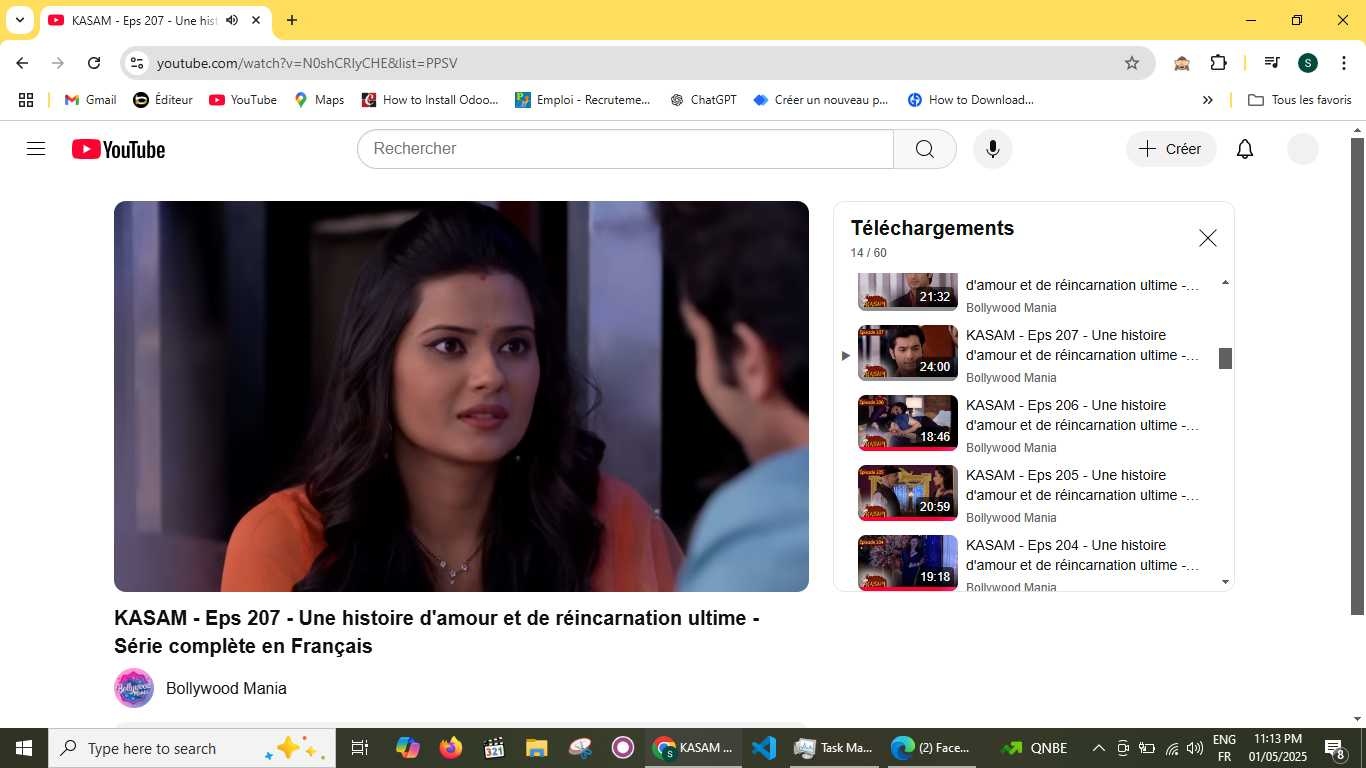 KASAM - Eps 207 - Une hist
youtube.com/watch?v=N0shCRIyCHE&list=PPSV
S
Gmail
Éditeur
YouTube
Maps
How to Install Odoo...
Emploi - Recruteme...
ChatGPT
Créer un nouveau p...
How to Download...
Tous les favoris
YouTube
Rechercher
Créer
Téléchargements
14 / 60
21:32
d'amour et de réincarnation ultime -…
Bollywood Mania
24:00
KASAM - Eps 207 - Une histoire
d'amour et de réincarnation ultime -…
Bollywood Mania
18:46
KASAM - Eps 206 - Une histoire
d'amour et de réincarnation ultime -…
Bollywood Mania
20:59
KASAM - Eps 205 - Une histoire
d'amour et de réincarnation ultime -…
Bollywood Mania
19:18
KASAM - Eps 204 - Une histoire
d'amour et de réincarnation ultime -…
Bollywood Mania
KASAM - Eps 207 - Une histoire d'amour et de réincarnation ultime -
Série complète en Français
Bollywood Mania
Type here to search
321
KASAM ...
Task Ma...
(2) Face...
QNBE
ENG
FR
11:13 PM
01/05/2025
8